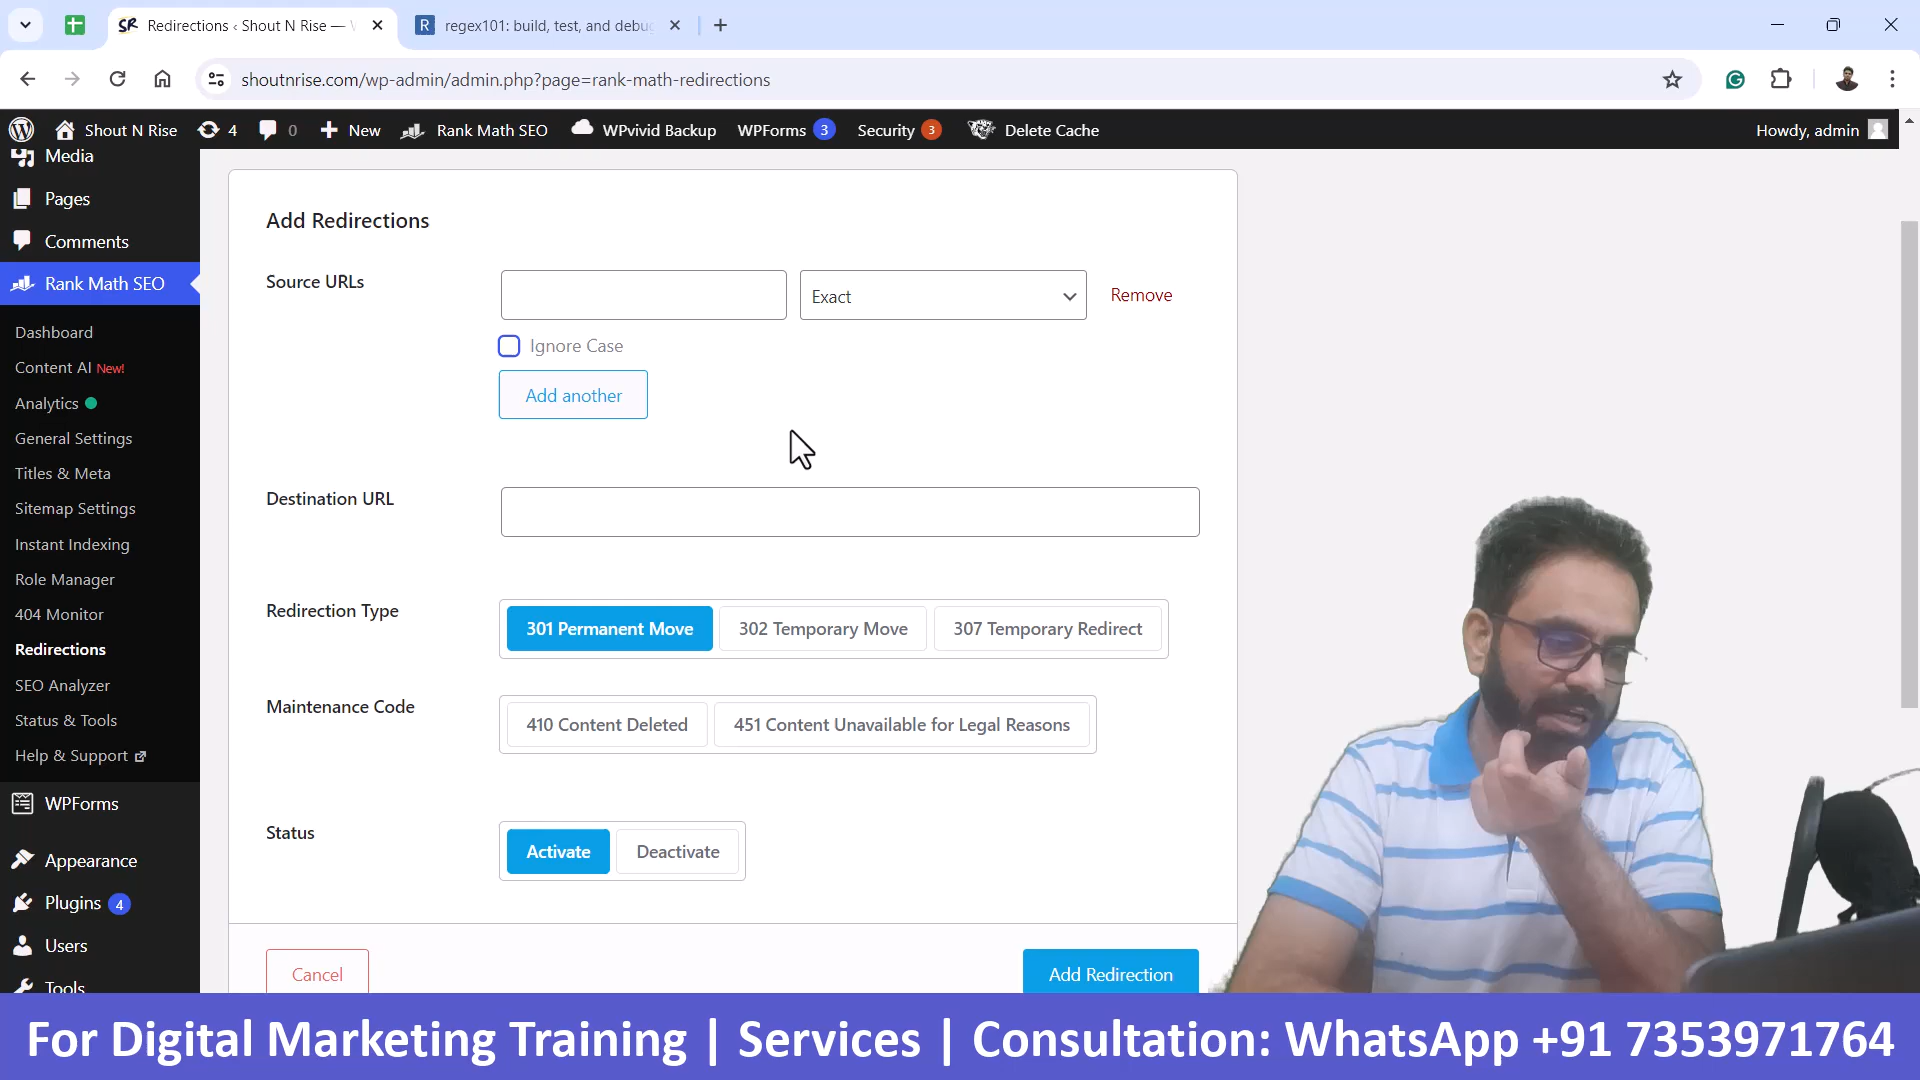 Redirections ‹ Shout N Rise —
regex101: build, test, and debu
shoutnrise.com/wp-admin/admin.php?page=rank-math-redirections
Shout N Rise 4 0 New Rank Math SEO WPvivid Backup WPForms 3 Security 3 Delete Cache Howdy, admin
Media
Pages
Comments
Rank Math SEO
Dashboard
Content AI New!
Analytics
General Settings
Titles & Meta
Sitemap Settings
Instant Indexing
Role Manager
404 Monitor
Redirections
SEO Analyzer
Status & Tools
Help & Support
WPForms
Appearance
Plugins 4
Users
Tools
Add Redirections
Source URLs
Exact
Remove
Ignore Case
Add another
Destination URL
Redirection Type
301 Permanent Move 302 Temporary Move 307 Temporary Redirect
Maintenance Code
410 Content Deleted 451 Content Unavailable for Legal Reasons
Status
Activate Deactivate
Cancel
Add Redirection
For Digital Marketing Training | Services | Consultation: WhatsApp +91 7353971764